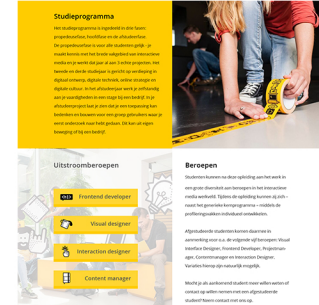 Studieprogramma
Het studieprogramma is ingedeeld in drie fasen:
propedeusefase, hoofdfase en de afstudeerfase.
De propedeusefase is voor alle studenten gelijk - je
maakt kennis met het brede vakgebied van interactieve
media en je werkt dat jaar al aan 3 echte projecten. Het
tweede en derde studiejaar is gericht op verdieping in
digitaal ontwerp, digitale techniek, online strategie en
digitale cultuur. In het afstudeerjaar werk je zelfstandig
aan je vaardigheden in een stage bij een bedrijf. In je
afstudeerproject laat je zien dat je een toepassing kan
bedenken en bouwen voor een groep gebruikers waar je
eerst onderzoek naar hebt gedaan. Dit kan uit eigen
beweging of bij een bedrijf.
Uitstroomberoepen
Frontend developer
Visual designer
Interaction designer
Content manager
Beroepen
Studenten kunnen na deze opleiding aan het werk in
een grote diversiteit aan beroepen in het interactieve
media werkveld. Tijdens de opleiding kunnen zij zich –
naast het generieke kernprogramma – middels de
profileringsvakken individueel ontwikkelen.
Afgestudeerde studenten komen daarmee in
aanmerking voor o.a. de volgende vijf beroepen: Visual
Interface Designer, Frontend Developer, Projectmana-
ger, Contentmanager en Interaction Designer.
Variaties hierop zijn natuurlijk mogelijk.
Mocht je als aankomend student meer willen weten of
contact op willen nemen met een afgestudeerde
student? Neem contact met ons op.